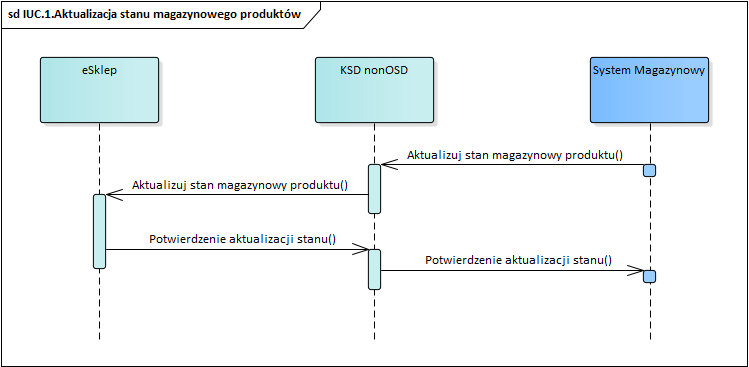 sd IUC.1.Aktualizacja stanu magazynowego produktów
eSklep
KSD nonOSD
System Magazynowy
Aktualizuj stan magazynowy produktu()
Aktualizuj stan magazynowy produktu()
Potwierdzenie aktualizacji stanu()
Potwierdzenie aktualizacji stanu()